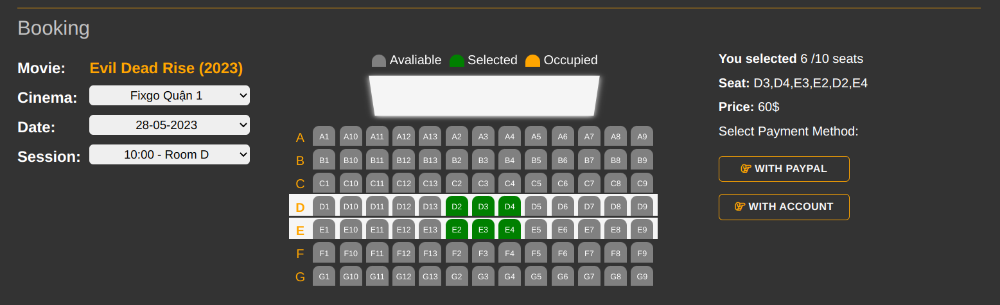 Booking
Movie: Evil Dead Rise (2023)
Cinema: Fixgo Quận 1
Date: 28-05-2023
Session: 10:00 - Room D
Avaliable Selected Occupied
A A1 A10 A11 A12 A13 A2 A3 A4 A5 A6 A7 A8 A9
B B1 B10 B11 B12 B13 B2 B3 B4 B5 B6 B7 B8 B9
C C1 C10 C11 C12 C13 C2 C3 C4 C5 C6 C7 C8 C9
D D1 D10 D11 D12 D13 D2 D3 D4 D5 D6 D7 D8 D9
E E1 E10 E11 E12 E13 E2 E3 E4 E5 E6 E7 E8 E9
F F1 F10 F11 F12 F13 F2 F3 F4 F5 F6 F7 F8 F9
G G1 G10 G11 G12 G13 G2 G3 G4 G5 G6 G7 G8 G9
You selected 6 /10 seats
Seat: D3,D4,E3,E2,D2,E4
Price: 60$
Select Payment Method:
WITH PAYPAL
WITH ACCOUNT